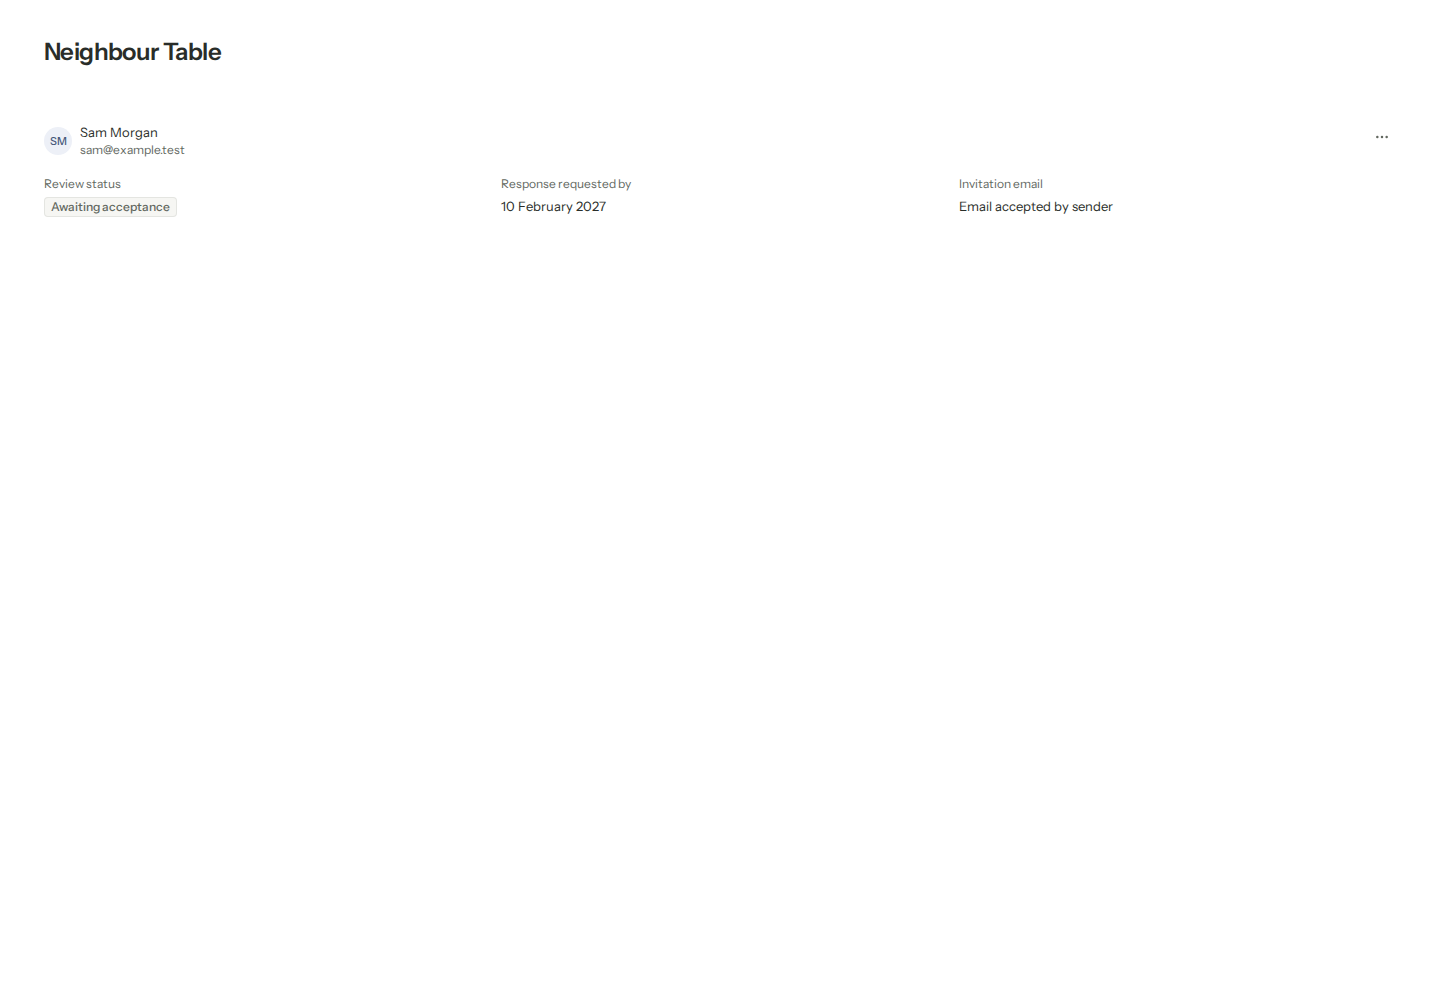 Neighbour Table
SM
Sam Morgan
sam@example.test
...
Review status
Awaiting acceptance
Response requested by
10 February 2027
Invitation email
Email accepted by sender